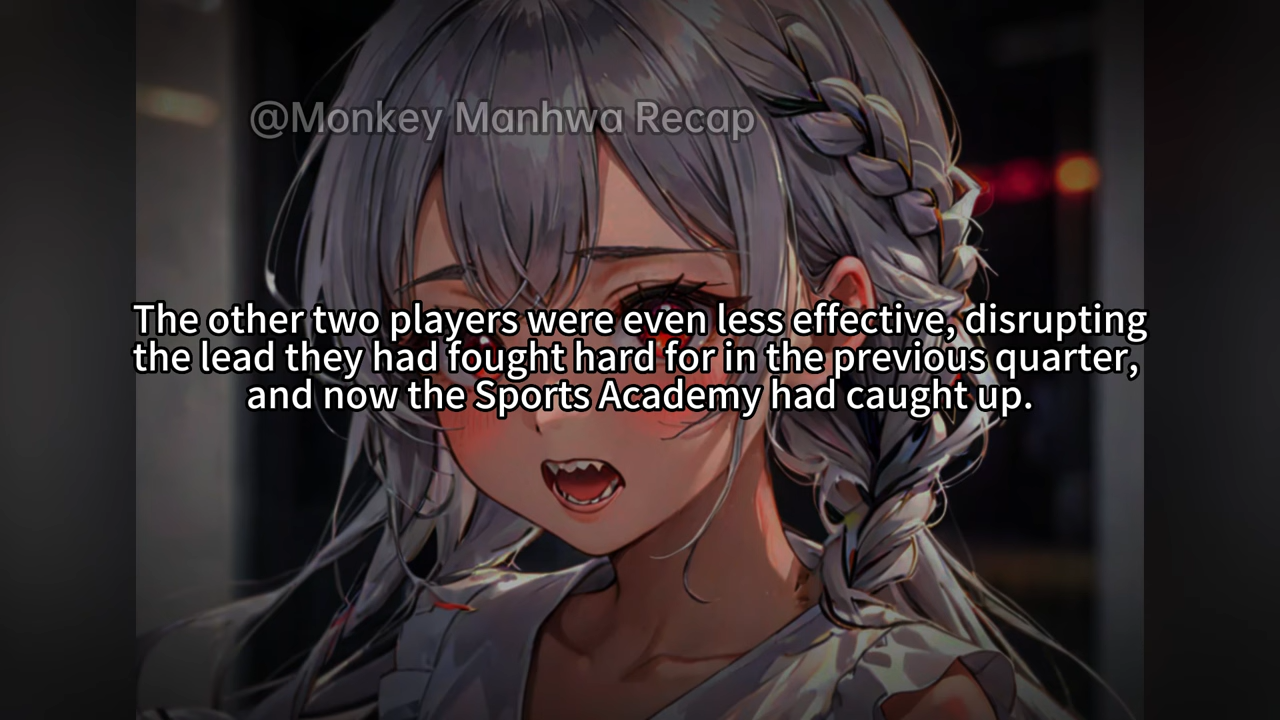 @Monkey Manhwa Recap
The other two players were even less effective, disrupting
the lead they had fought hard for in the previous quarter,
and now the Sports Academy had caught up.